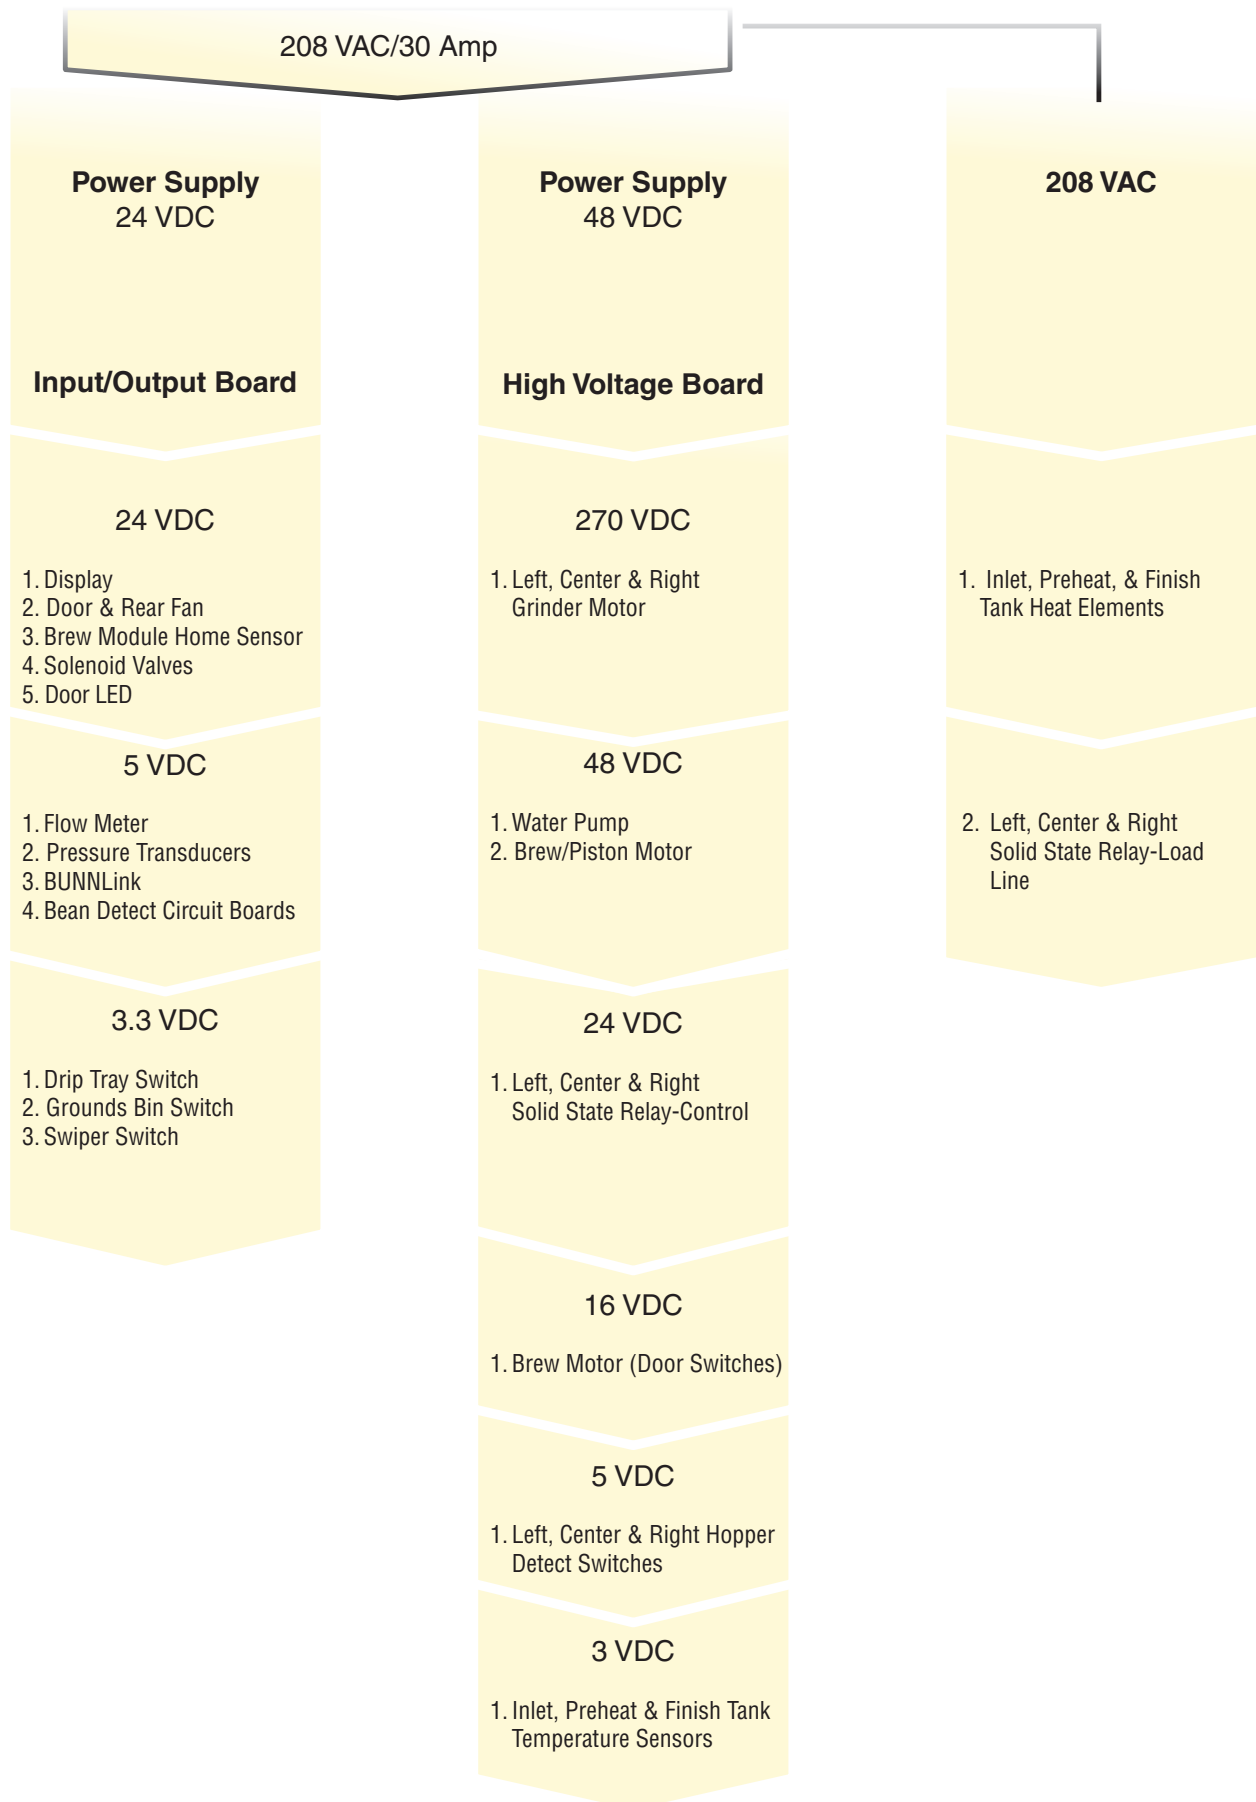 208 VAC/30 Amp
Power Supply
24 VDC
Input/Output Board
24 VDC
1. Display
2. Door & Rear Fan
3. Brew Module Home Sensor
4. Solenoid Valves
5. Door LED
5 VDC
1. Flow Meter
2. Pressure Transducers
3. BUNNLink
4. Bean Detect Circuit Boards
3.3 VDC
1. Drip Tray Switch
2. Grounds Bin Switch
3. Swiper Switch
Power Supply
48 VDC
High Voltage Board
270 VDC
1. Left, Center & Right
Grinder Motor
48 VDC
1. Water Pump
2. Brew/Piston Motor
24 VDC
1. Left, Center & Right
Solid State Relay-Control
16 VDC
1. Brew Motor (Door Switches)
5 VDC
1. Left, Center & Right Hopper
Detect Switches
3 VDC
1. Inlet, Preheat & Finish Tank
Temperature Sensors
208 VAC
1. Inlet, Preheat, & Finish
Tank Heat Elements
2. Left, Center & Right
Solid State Relay-Load
Line